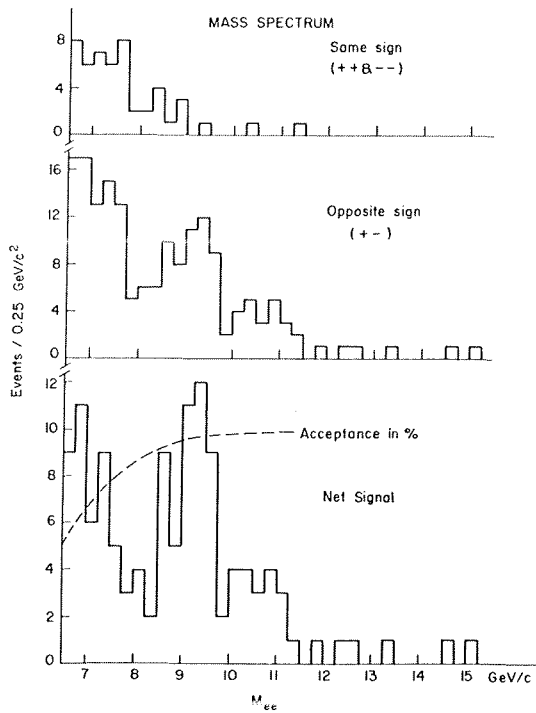 MASS SPECTRUM
Same sign
(++&--)
8
4
0
Opposite sign
(+-)
16
12
8
4
0
Events / 0.25 GeV/c²
12
10
8
6
4
2
0
Acceptance in %
Net Signal
7 8 9 10 11 12 13 14 15 GeV/c
Mee